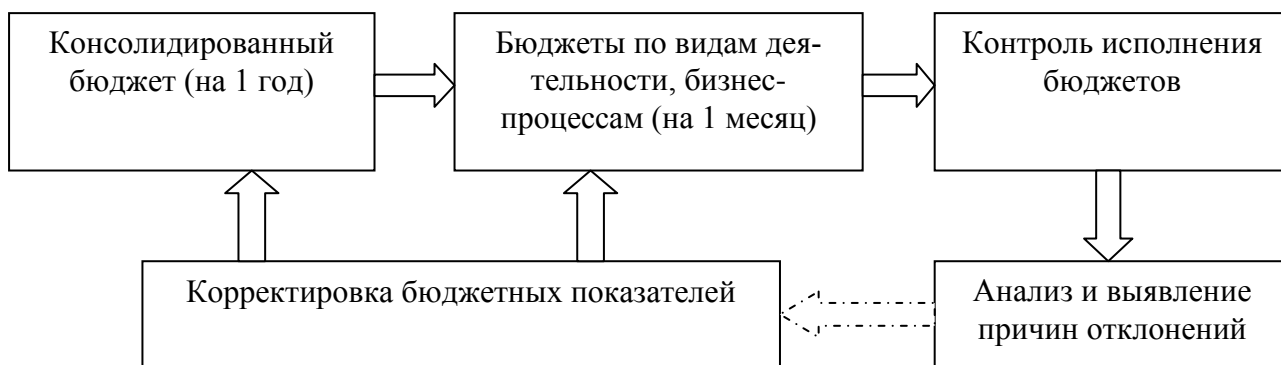 Консолидированный
бюджет (на 1 год)
Бюджеты по видам дея-
тельности, бизнес-
процессам (на 1 месяц)
Контроль исполнения
бюджетов
Корректировка бюджетных показателей
Анализ и выявление
причин отклонений